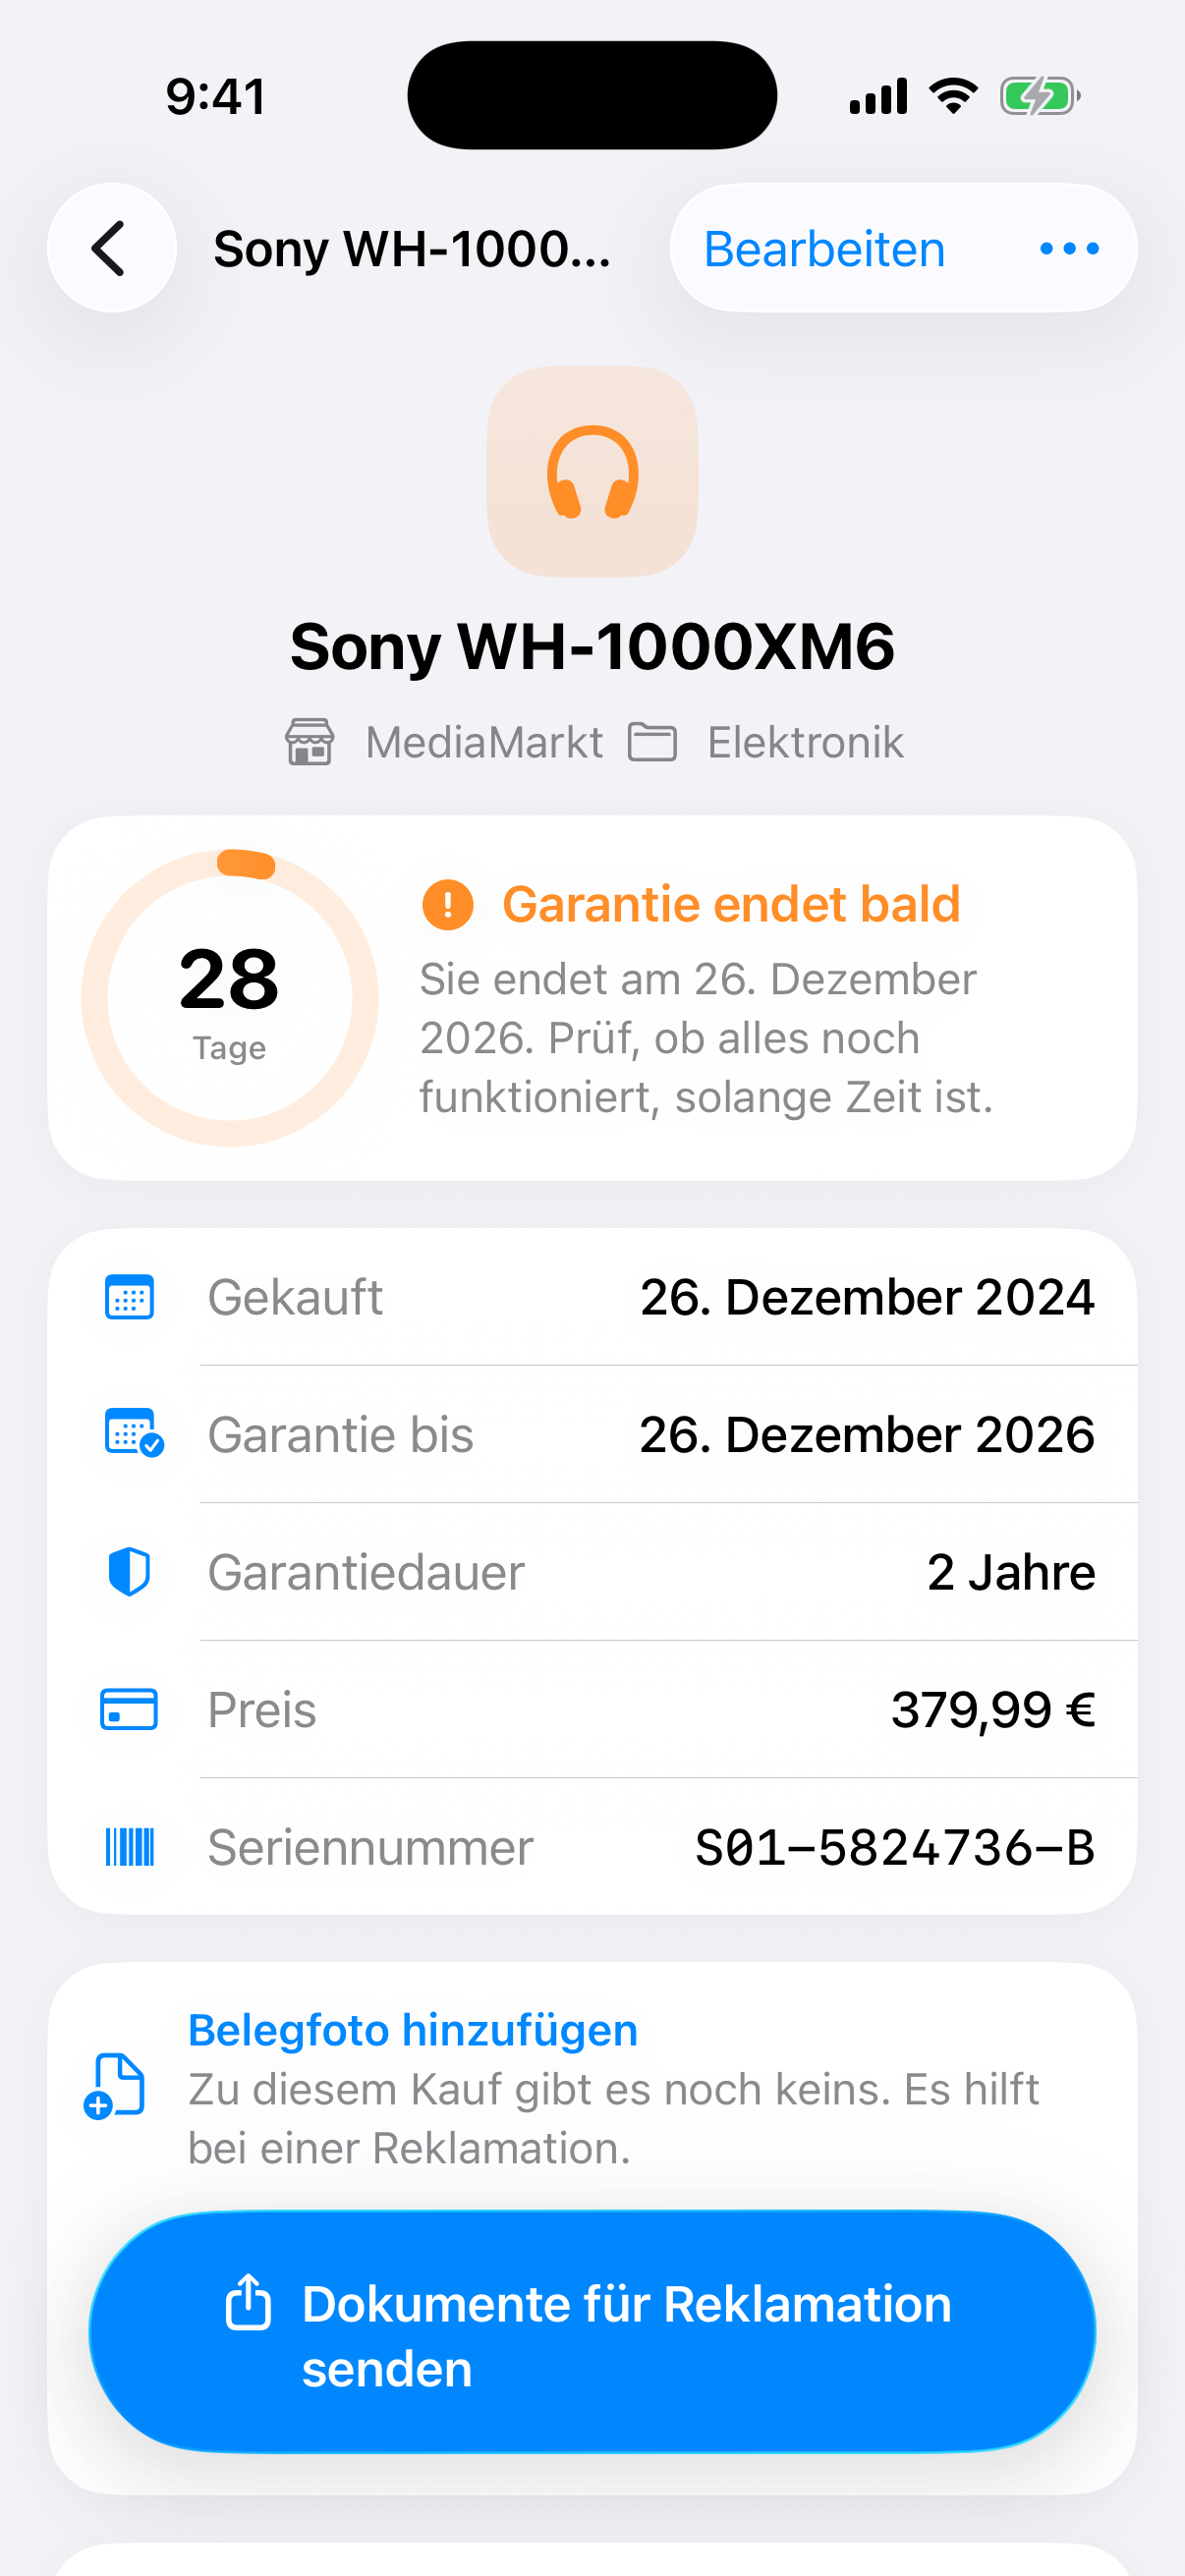 9:41
Sony WH-1000...
Bearbeiten
Sony WH-1000XM6
MediaMarkt Elektronik
28
Tage
Garantie endet bald
Sie endet am 26. Dezember
2026. Prüf, ob alles noch
funktioniert, solange Zeit ist.
Gekauft 26. Dezember 2024
Garantie bis 26. Dezember 2026
Garantiedauer 2 Jahre
Preis 379,99 €
Seriennummer S01-5824736-B
Belegfoto hinzufügen
Zu diesem Kauf gibt es noch keins. Es hilft
bei einer Reklamation.
Dokumente für Reklamation
senden